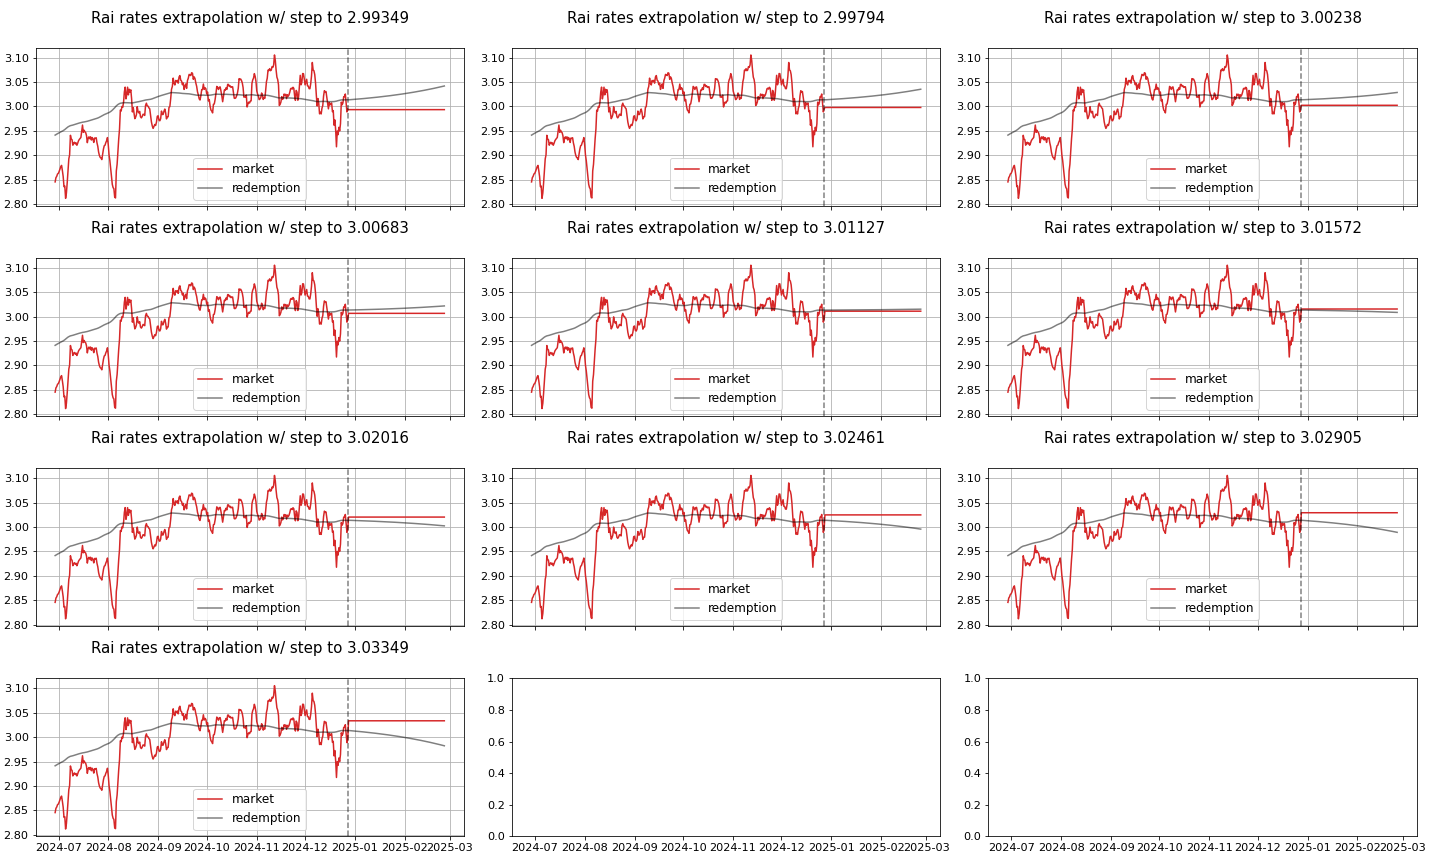 Rai rates extrapolation w/ step to 2.99349
Rai rates extrapolation w/ step to 2.99794
Rai rates extrapolation w/ step to 3.00238
3.10
3.05
3.00
2.95
2.90
2.85
2.80
market
redemption
3.10
3.05
3.00
2.95
2.90
2.85
2.80
market
redemption
3.10
3.05
3.00
2.95
2.90
2.85
2.80
market
redemption
Rai rates extrapolation w/ step to 3.00683
Rai rates extrapolation w/ step to 3.01127
Rai rates extrapolation w/ step to 3.01572
3.10
3.05
3.00
2.95
2.90
2.85
2.80
market
redemption
3.10
3.05
3.00
2.95
2.90
2.85
2.80
market
redemption
3.10
3.05
3.00
2.95
2.90
2.85
2.80
market
redemption
Rai rates extrapolation w/ step to 3.02016
Rai rates extrapolation w/ step to 3.02461
Rai rates extrapolation w/ step to 3.02905
3.10
3.05
3.00
2.95
2.90
2.85
2.80
market
redemption
3.10
3.05
3.00
2.95
2.90
2.85
2.80
market
redemption
3.10
3.05
3.00
2.95
2.90
2.85
2.80
market
redemption
Rai rates extrapolation w/ step to 3.03349
3.10
3.05
3.00
2.95
2.90
2.85
2.80
market
redemption
2024-07 2024-08 2024-09 2024-10 2024-11 2024-12 2025-01 2025-02 2025-03
1.0
0.8
0.6
0.4
0.2
0.0
2024-07 2024-08 2024-09 2024-10 2024-11 2024-12 2025-01 2025-02 2025-03
1.0
0.8
0.6
0.4
0.2
0.0
2024-07 2024-08 2024-09 2024-10 2024-11 2024-12 2025-01 2025-02 2025-03